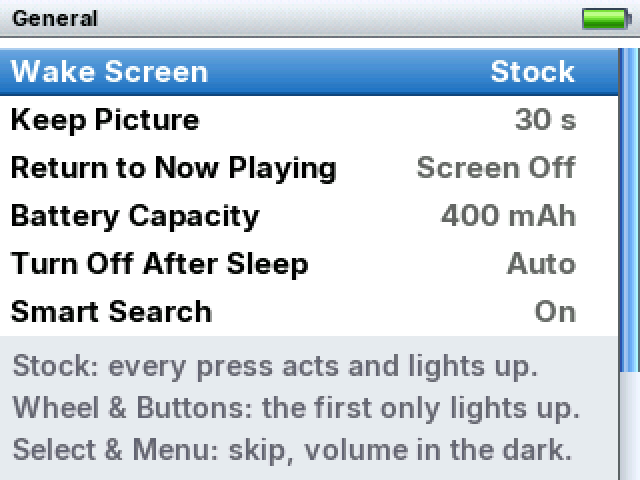 General
Wake Screen Stock
Keep Picture 30 s
Return to Now Playing Screen Off
Battery Capacity 400 mAh
Turn Off After Sleep Auto
Smart Search On
Stock: every press acts and lights up.
Wheel & Buttons: the first only lights up.
Select & Menu: skip, volume in the dark.